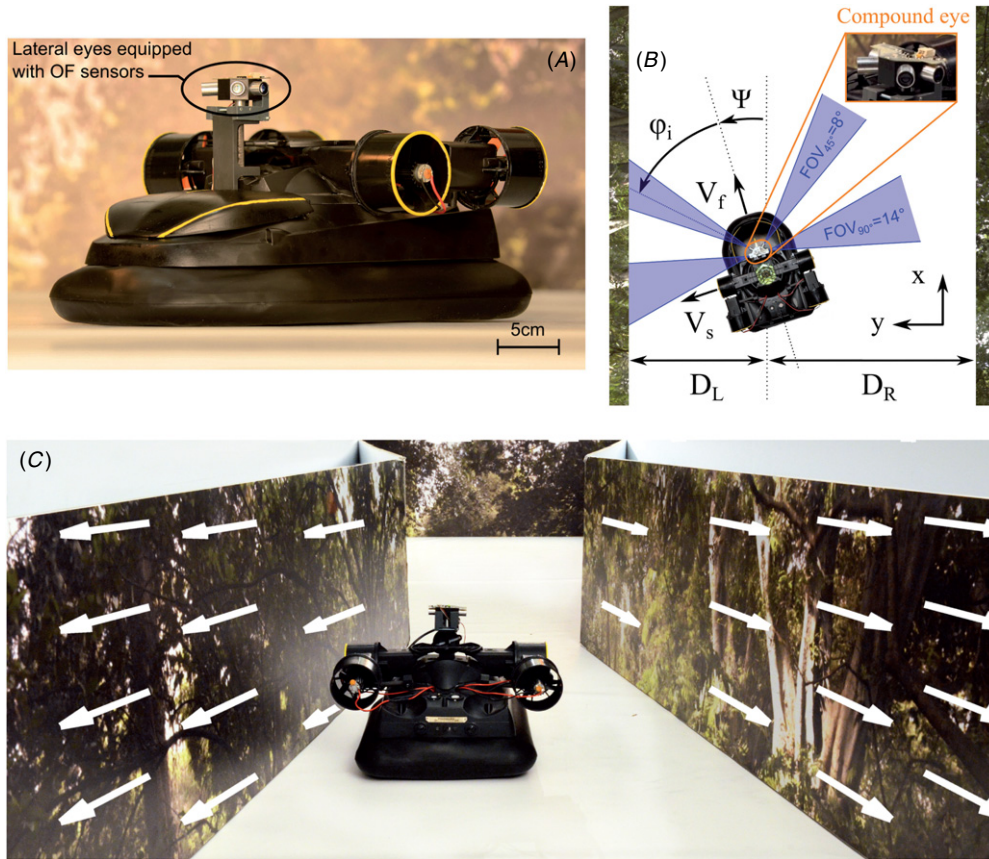 Lateral eyes equipped
with OF sensors
(A)
5cm
(B)
Compound eye
Ψ
φi
Vf
FOV45°=8°
FOV90°=14°
Vs
x
y
DL
DR
(C)